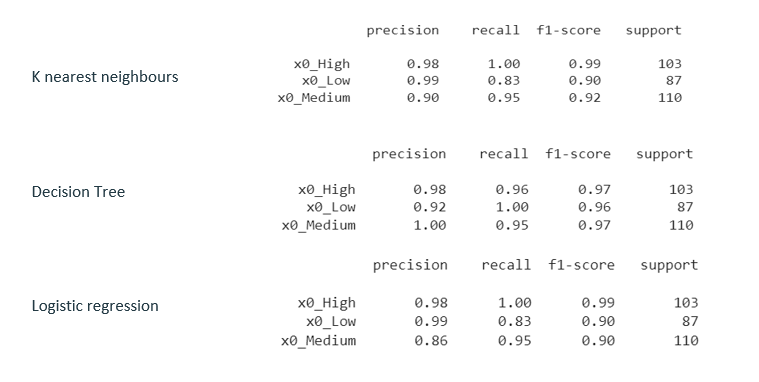 precision recall f1-score support
K nearest neighbours
x0_High 0.98 1.00 0.99 103
x0_Low 0.99 0.83 0.90 87
x0_Medium 0.90 0.95 0.92 110
precision recall f1-score support
Decision Tree
x0_High 0.98 0.96 0.97 103
x0_Low 0.92 1.00 0.96 87
x0_Medium 1.00 0.95 0.97 110
precision recall f1-score support
Logistic regression
x0_High 0.98 1.00 0.99 103
x0_Low 0.99 0.83 0.90 87
x0_Medium 0.86 0.95 0.90 110